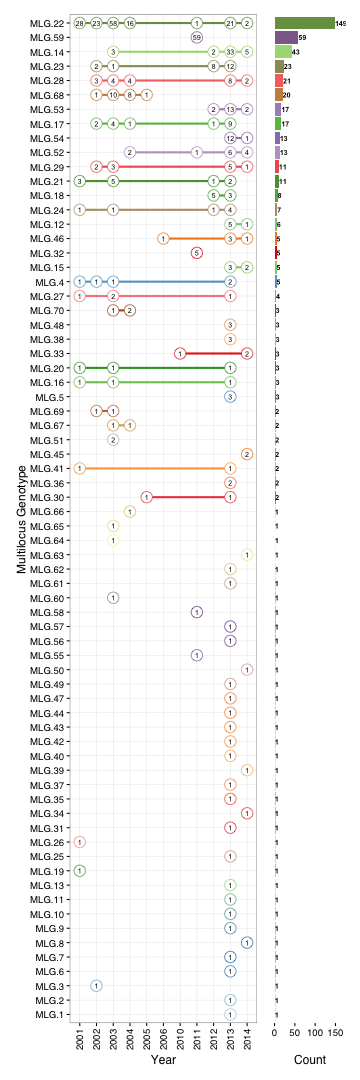 MLG.22 28 23 58 16 1 21 2 149
MLG.59 59 59
MLG.14 3 2 33 5 43
MLG.23 2 1 8 12 23
MLG.28 3 4 4 8 2 21
MLG.68 1 10 8 1 20
MLG.53 2 13 2 17
MLG.17 2 4 1 1 9 17
MLG.54 12 1 13
MLG.52 2 1 6 4 13
MLG.29 2 3 5 1 11
MLG.21 3 5 1 2 11
MLG.18 5 3 8
MLG.24 1 1 1 4 7
MLG.12 5 1 6
MLG.46 1 3 1 5
MLG.32 5 5
MLG.15 3 2 5
MLG.4 1 1 1 2 5
MLG.27 1 2 1 4
MLG.70 1 2 3
MLG.48 3 3
MLG.38 3 3
MLG.33 1 2 3
MLG.20 1 1 1 3
MLG.16 1 1 1 3
MLG.5 3 3
MLG.69 1 1 2
MLG.67 1 1 2
MLG.51 2 2
MLG.45 2 2
MLG.41 1 1 2
MLG.36 2 2
MLG.30 1 1 2
MLG.66 1 1
MLG.65 1 1
MLG.64 1 1
MLG.63 1 1
MLG.62 1 1
MLG.61 1 1
MLG.60 1 1
MLG.58 1 1
MLG.57 1 1
MLG.56 1 1
MLG.55 1 1
MLG.50 1 1
MLG.49 1 1
MLG.47 1 1
MLG.44 1 1
MLG.43 1 1
MLG.42 1 1
MLG.40 1 1
MLG.39 1 1
MLG.37 1 1
MLG.35 1 1
MLG.34 1 1
MLG.31 1 1
MLG.26 1 1
MLG.25 1 1
MLG.19 1 1
MLG.13 1 1
MLG.11 1 1
MLG.10 1 1
MLG.9 1 1
MLG.8 1 1
MLG.7 1 1
MLG.6 1 1
MLG.3 1 1
MLG.2 1 1
MLG.1 1 1
Multilocus Genotype
2001 2002 2003 2004 2005 2006 2010 2011 2012 2013 2014
0 50 100 150
Year Count